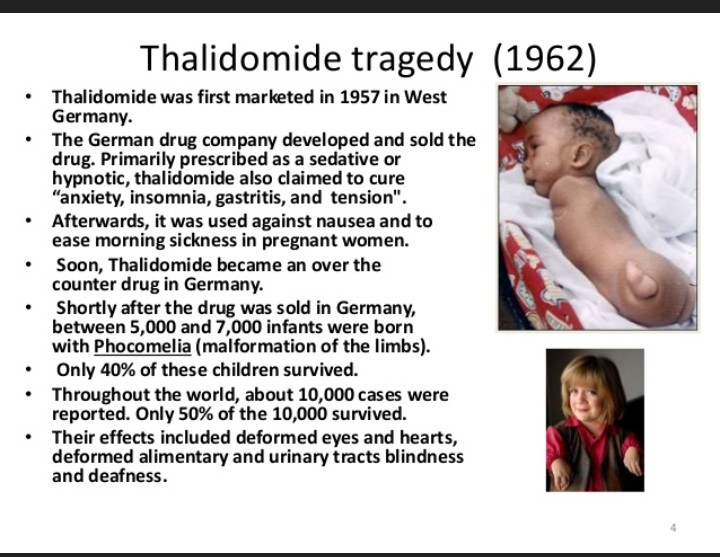 Thalidomide tragedy (1962)
• Thalidomide was first marketed in 1957 in West
Germany.
• The German drug company developed and sold the
drug. Primarily prescribed as a sedative or
hypnotic, thalidomide also claimed to cure
“anxiety, insomnia, gastritis, and tension".
• Afterwards, it was used against nausea and to
ease morning sickness in pregnant women.
• Soon, Thalidomide became an over the
counter drug in Germany.
• Shortly after the drug was sold in Germany,
between 5,000 and 7,000 infants were born
with Phocomelia (malformation of the limbs).
• Only 40% of these children survived.
• Throughout the world, about 10,000 cases were
reported. Only 50% of the 10,000 survived.
• Their effects included deformed eyes and hearts,
deformed alimentary and urinary tracts blindness
and deafness.
4